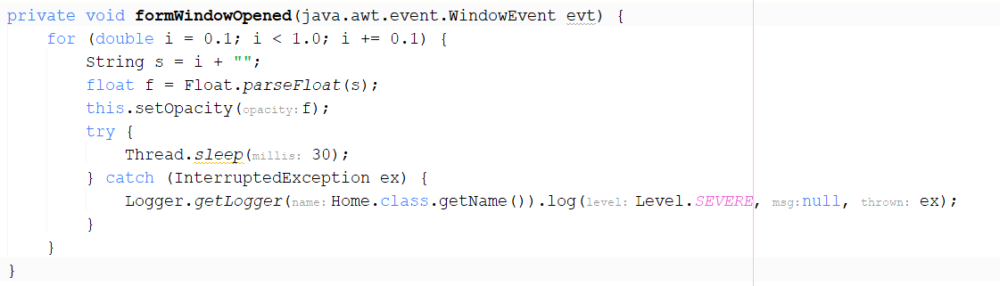 private void formWindowOpened(java.awt.event.WindowEvent evt) {
    for (double i = 0.1; i < 1.0; i += 0.1) {
        String s = i + "";
        float f = Float.parseFloat(s);
        this.setOpacity(opacity: f);
        try {
            Thread.sleep(millis: 30);
        } catch (InterruptedException ex) {
            Logger.getLogger(name: Home.class.getName()).log(level: Level.SEVERE, msg: null, thrown: ex);
        }
    }
}